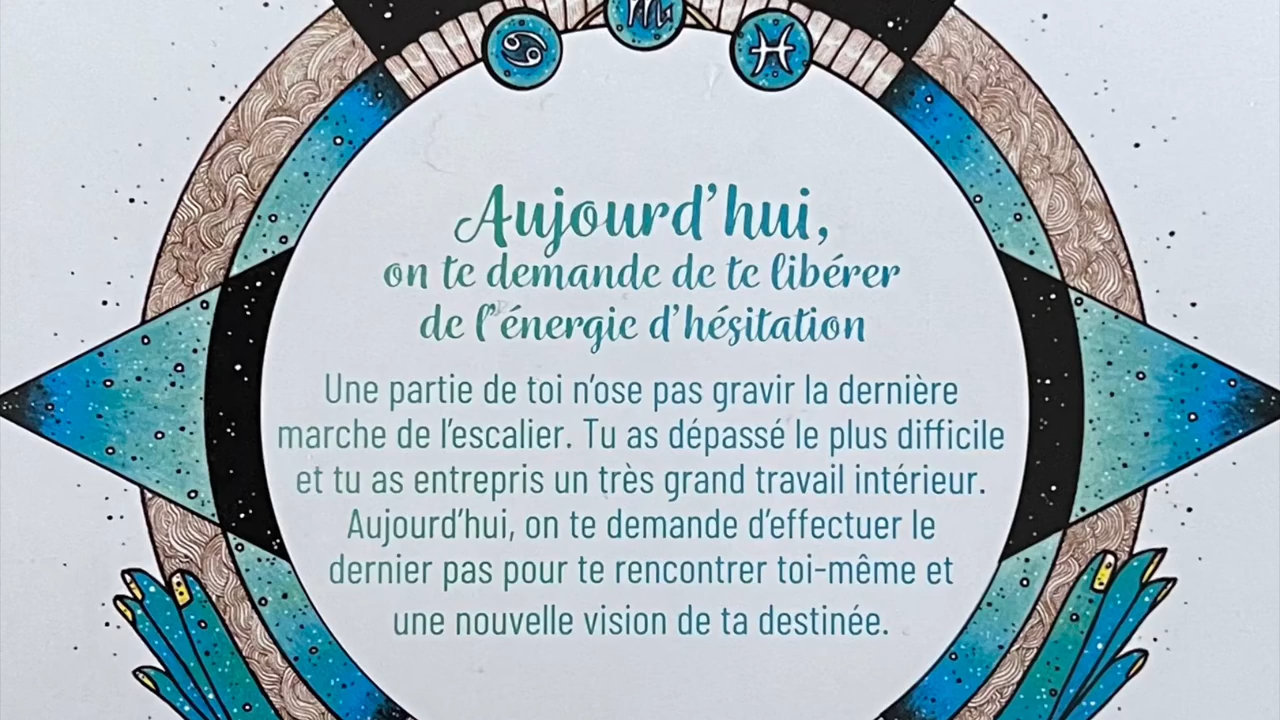 Aujourd'hui,
on te demande de te libérer
de l'énergie d'hésitation
Une partie de toi n'ose pas gravir la dernière
marche de l'escalier. Tu as dépassé le plus difficile
et tu as entrepris un très grand travail intérieur.
Aujourd'hui, on te demande d'effectuer le
dernier pas pour te rencontrer toi-même et
une nouvelle vision de ta destinée.